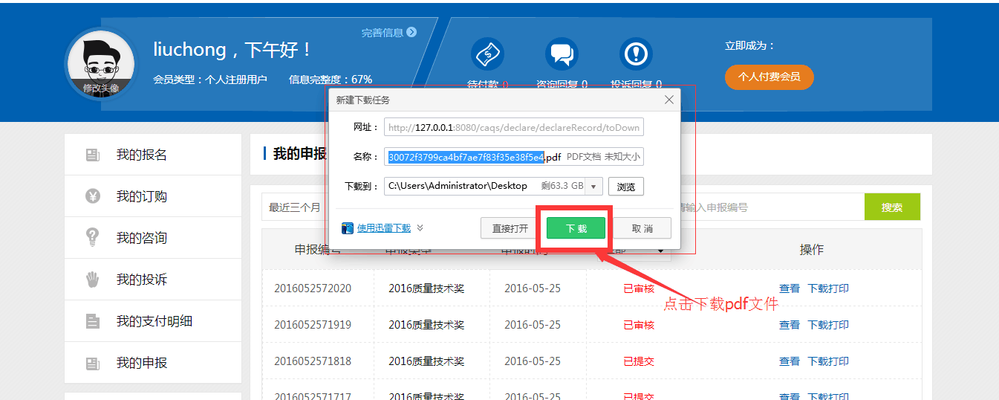 完善信息
liuchong，下午好！
会员类型：个人注册用户 信息完整度：67%
修改头像
待付款 0 咨询回复 0 投诉回复 0
立即成为：
个人付费会员
新建下载任务
网址： http://127.0.0.1:8080/caqs/declare/declareRecord/toDown
名称： 30072f3799ca4bf7ae7f83f35e38f5e4.pdf PDF文档 未知大小
下载到： C:\Users\Administrator\Desktop 剩63.3 GB 浏览
使用迅雷下载 直接打开 下载 取消
我的报名
我的订购
我的咨询
我的投诉
我的支付明细
我的申报
我的申报
最近三个月 请输入申报编号 搜索
申报编号 申报类型 申报时间 全部 操作
2016052572020 2016质量技术奖 2016-05-25 已审核 查看 下载打印
点击下载pdf文件
2016052571919 2016质量技术奖 2016-05-25 已审核 查看 下载打印
2016052571818 2016质量技术奖 2016-05-25 已提交 查看 下载打印
2016052571717 2016质量技术奖 2016-05-25 已提交 查看 下载打印